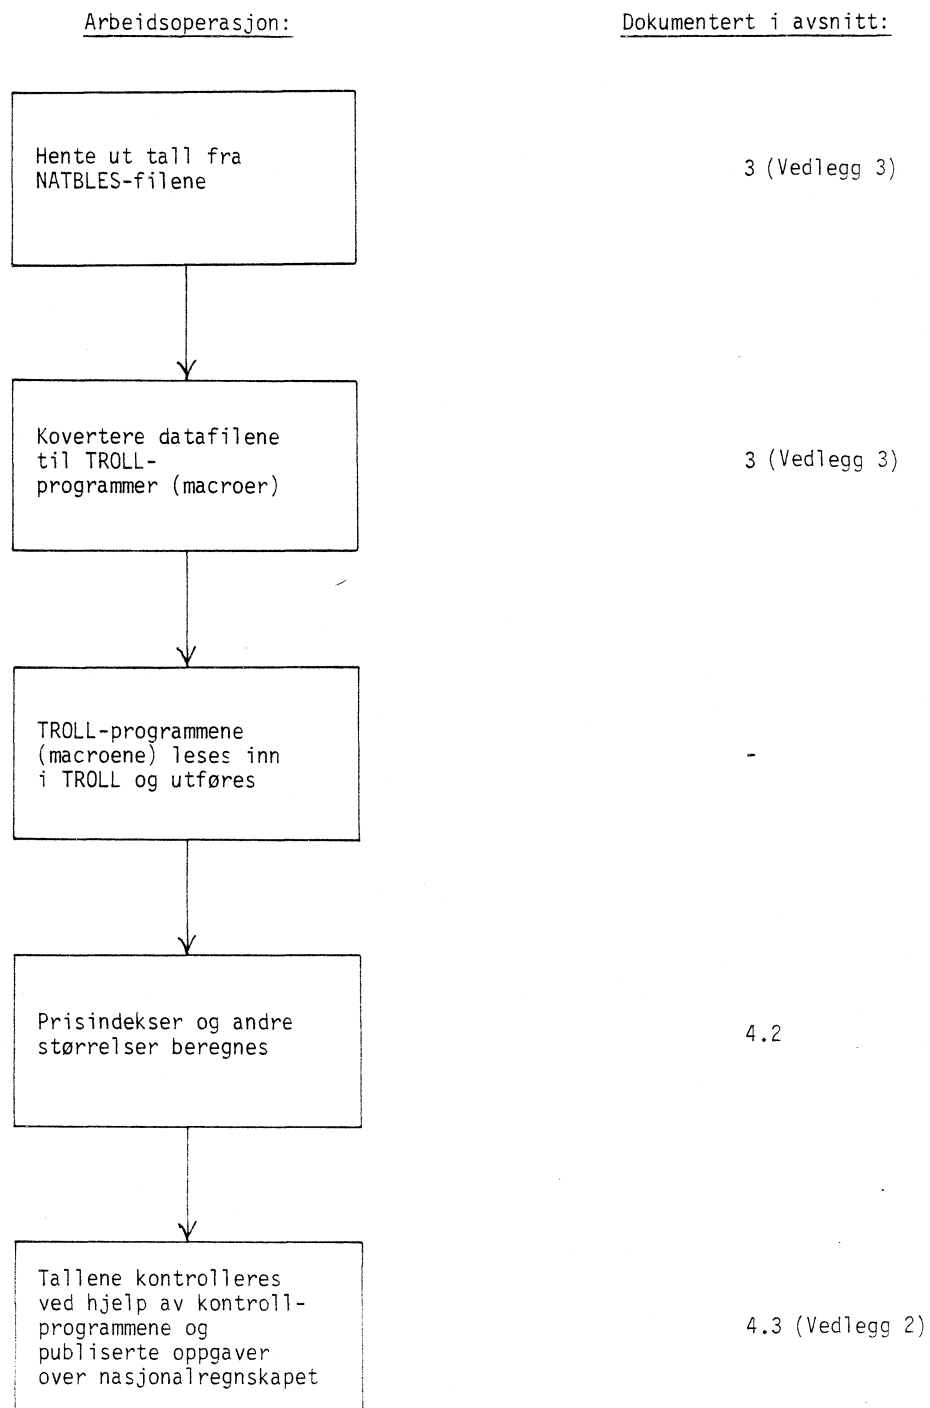 Arbeidsoperasjon:
Dokumentert i avsnitt:
Hente ut tall fra
NATBLES-filene
3 (Vedlegg 3)
Kovertere datafilene
til TROLL-
programmer (macroer)
3 (Vedlegg 3)
TROLL-programmene
(macroene) leses inn
i TROLL og utføres
-
Prisindekser og andre
størrelser beregnes
4.2
Tallene kontrolleres
ved hjelp av kontroll-
programmene og
publiserte oppgaver
over nasjonalregnskapet
4.3 (Vedlegg 2)